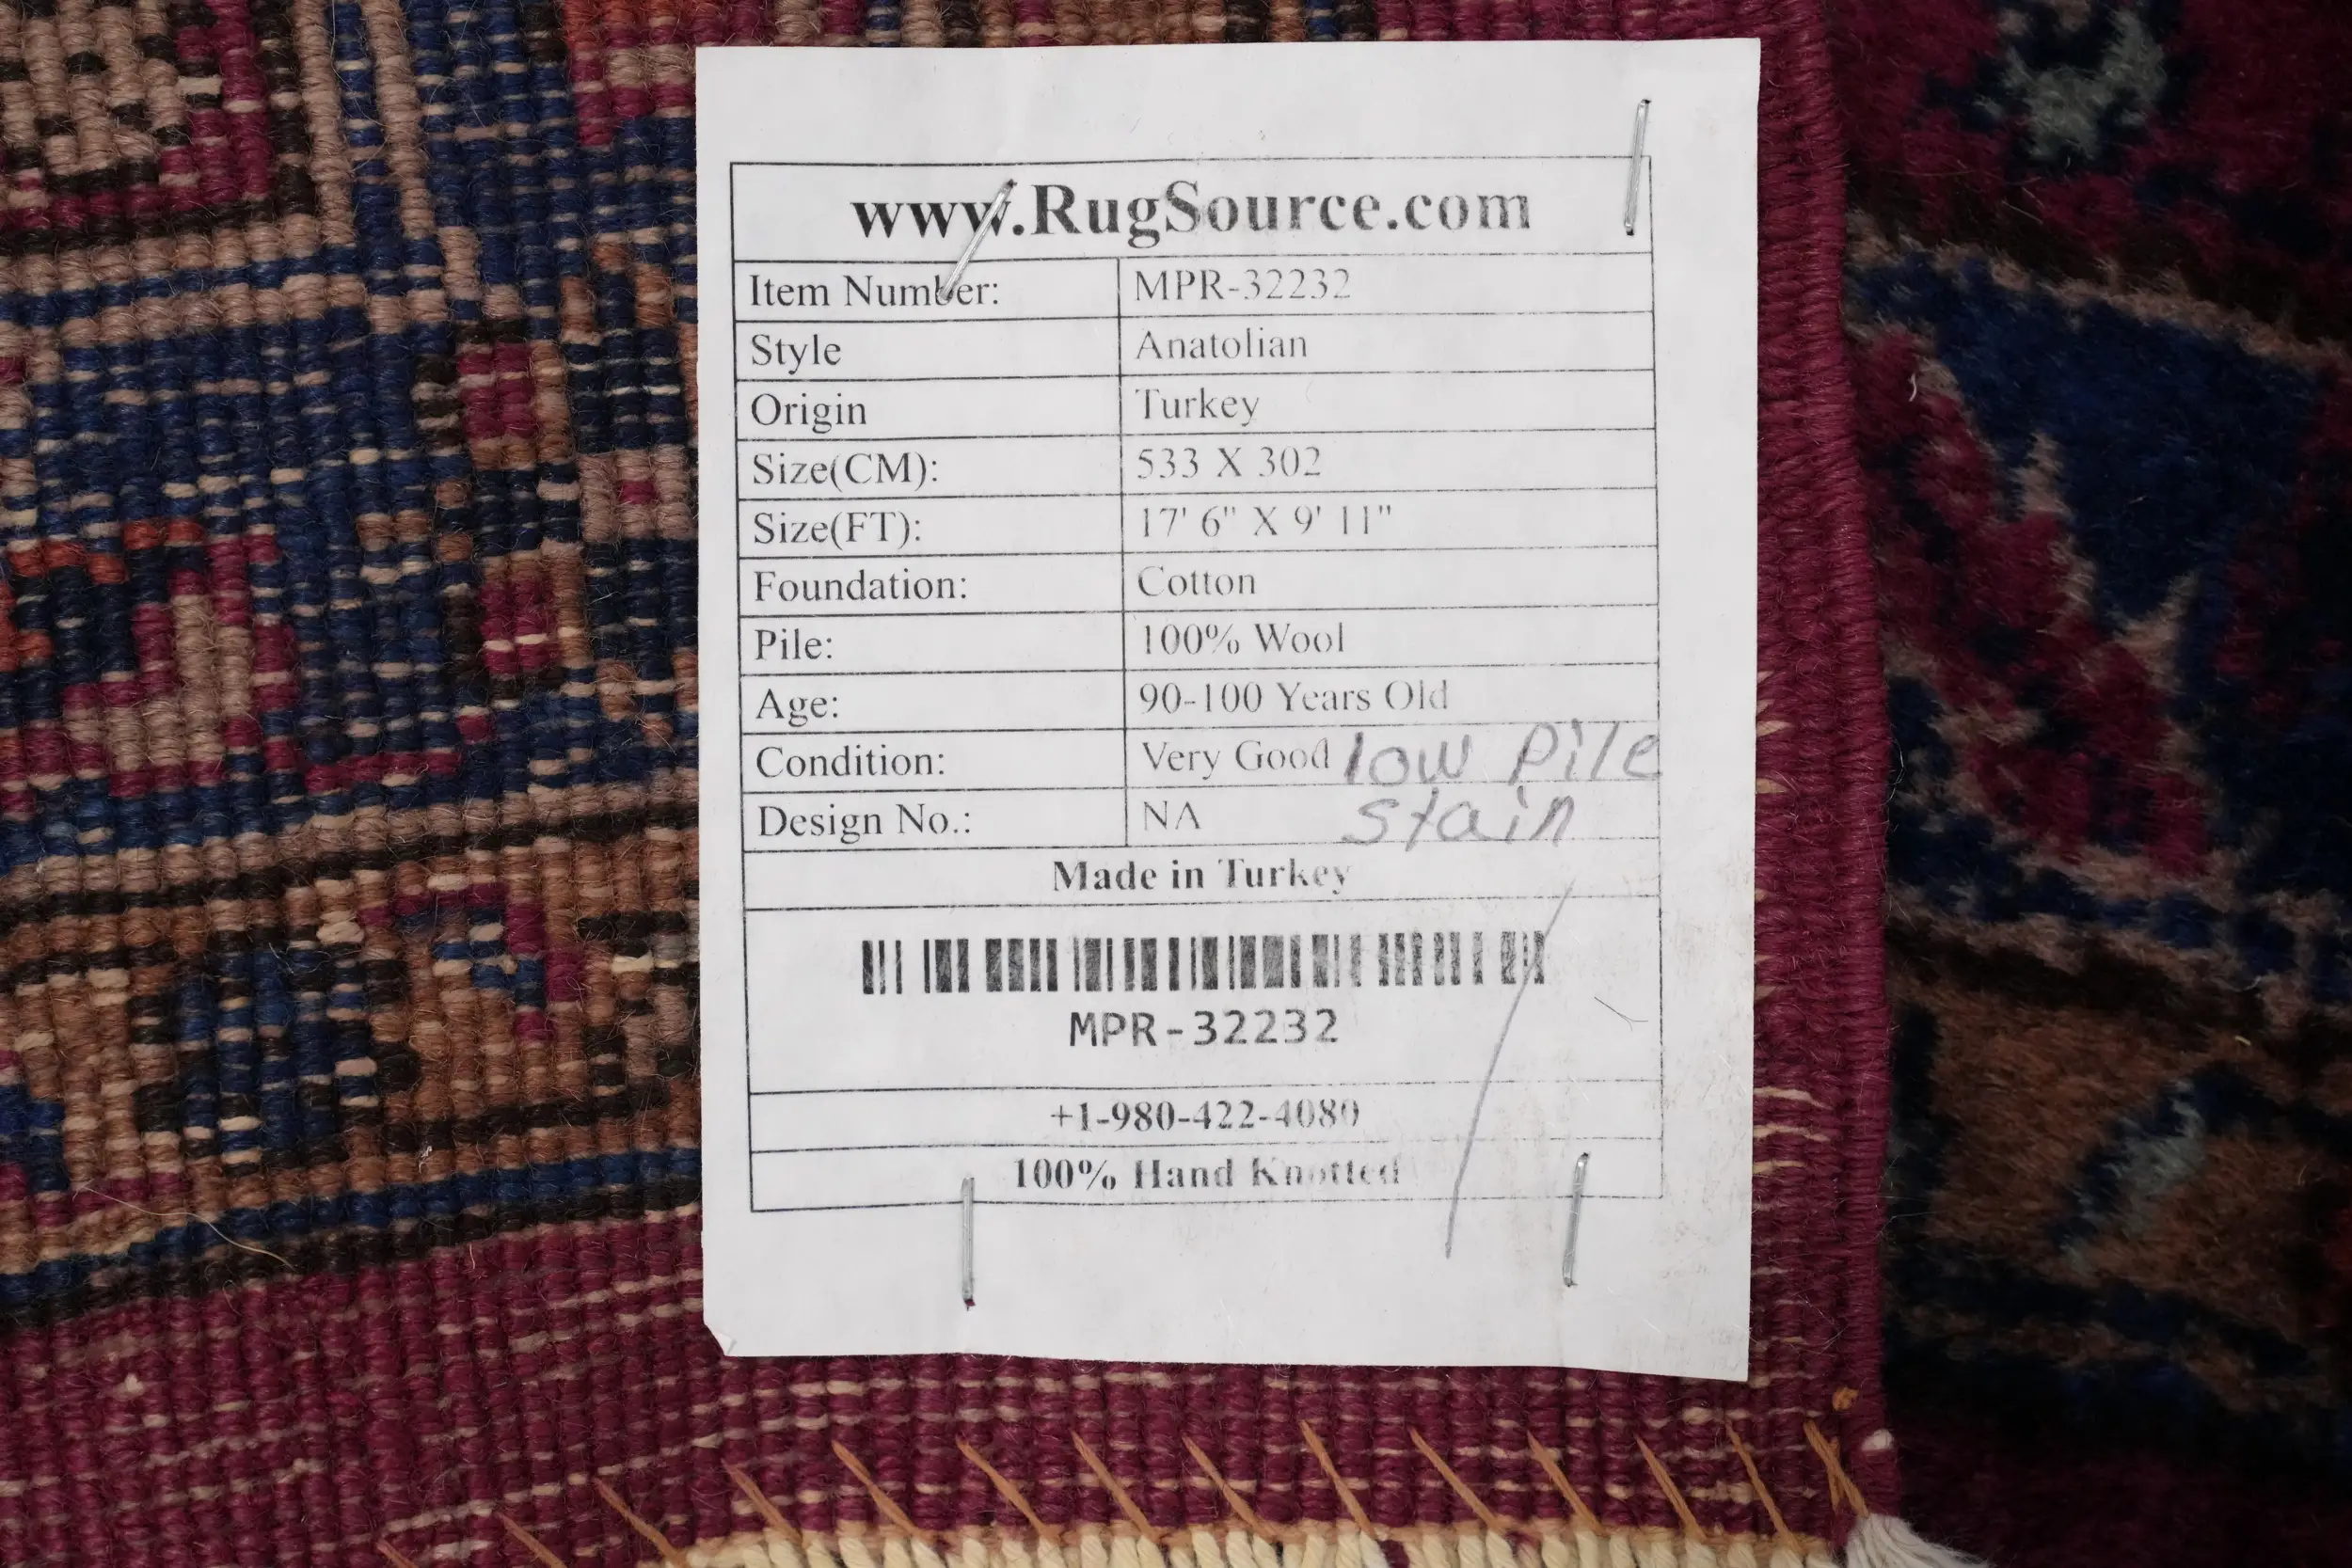 www.RugSource.com
Item Number: MPR-32232
Style Anatolian
Origin Turkey
Size(CM): 533 X 302
Size(FT): 17' 6" X 9' 11"
Foundation: Cotton
Pile: 100% Wool
Age: 90-100 Years Old
Condition: Very Good low pile
Design No.: NA stain
Made in Turkey
MPR-32232
+1-980-422-4080
100% Hand Knotted